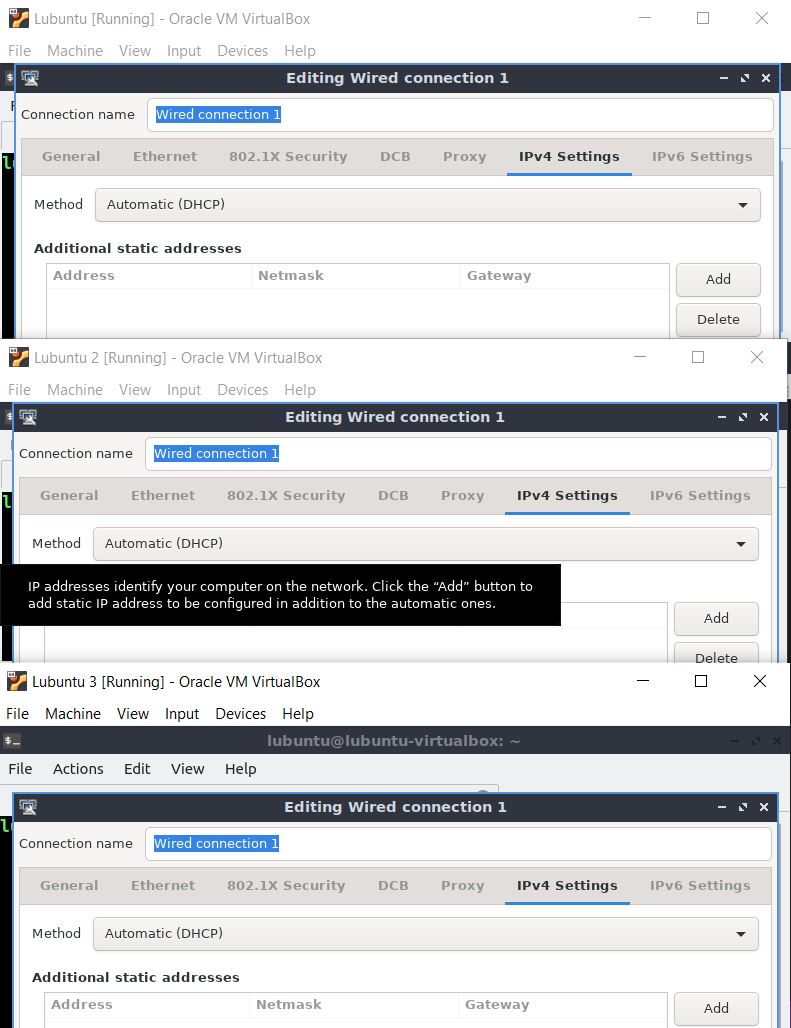 Lubuntu [Running] - Oracle VM VirtualBox
File Machine View Input Devices Help
Editing Wired connection 1
Connection name Wired connection 1
General Ethernet 802.1X Security DCB Proxy IPv4 Settings IPv6 Settings
Method Automatic (DHCP)
Additional static addresses
Address Netmask Gateway Add
Delete
Lubuntu 2 [Running] - Oracle VM VirtualBox
File Machine View Input Devices Help
Editing Wired connection 1
Connection name Wired connection 1
General Ethernet 802.1X Security DCB Proxy IPv4 Settings IPv6 Settings
Method Automatic (DHCP)
IP addresses identify your computer on the network. Click the “Add” button to
add static IP address to be configured in addition to the automatic ones.
Add
Delete
Lubuntu 3 [Running] - Oracle VM VirtualBox
File Machine View Input Devices Help
lubuntu@lubuntu-virtualbox: ~
File Actions Edit View Help
Editing Wired connection 1
Connection name Wired connection 1
General Ethernet 802.1X Security DCB Proxy IPv4 Settings IPv6 Settings
Method Automatic (DHCP)
Additional static addresses
Address Netmask Gateway Add